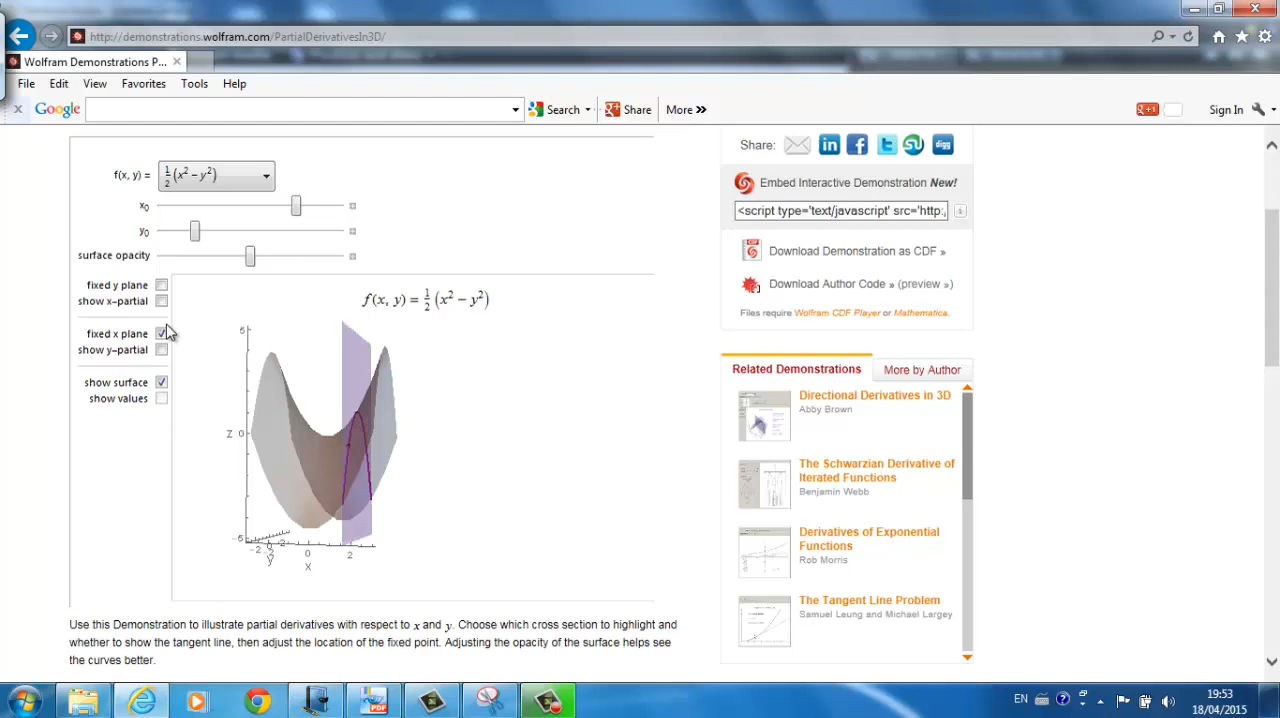 http://demonstrations.wolfram.com/PartialDerivativesIn3D/
Wolfram Demonstrations P...
File Edit View Favorites Tools Help
x Google Search Share More » +1 Sign In
Share: in f t su digg
f(x, y) = 1/2 (x² − y²)
x0
y0
surface opacity
fixed y plane
show x-partial
fixed x plane
show y-partial
show surface
show values
f(x, y) = 1/2 (x² − y²)
5
Z 0
-5
-2 0 2
y
-2 0 2
x
Embed Interactive Demonstration New!
<script type='text/javascript' src='http:,
Download Demonstration as CDF »
Download Author Code » (preview »)
Files require Wolfram CDF Player or Mathematica.
Related Demonstrations More by Author
Directional Derivatives in 3D
Abby Brown
The Schwarzian Derivative of
Iterated Functions
Benjamin Webb
Derivatives of Exponential
Functions
Rob Morris
The Tangent Line Problem
Samuel Leung and Michael Largey
Use this Demonstration to illustrate partial derivatives with respect to x and y. Choose which cross section to highlight and
whether to show the tangent line, then adjust the location of the fixed point. Adjusting the opacity of the surface helps see
the curves better.
PDF
EN
19:53
18/04/2015